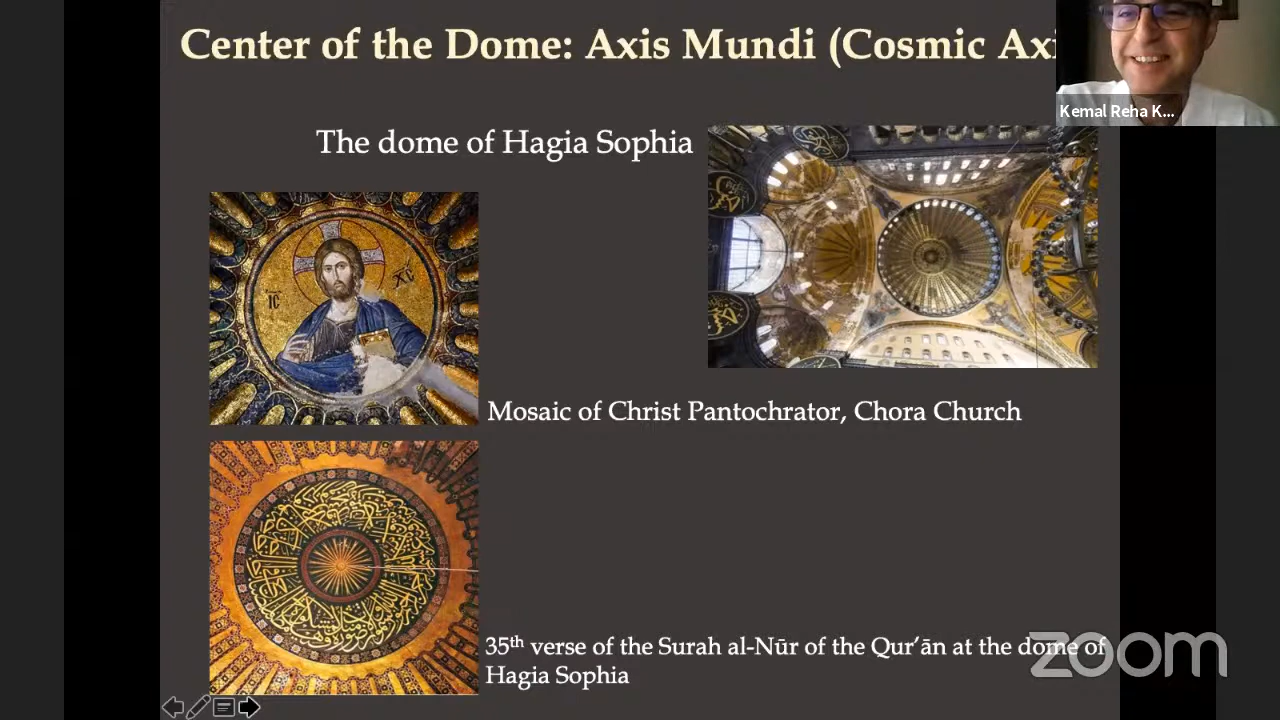 Center of the Dome: Axis Mundi (Cosmic Axi
Kemal Reha K...
The dome of Hagia Sophia
IC
XC
Mosaic of Christ Pantochrator, Chora Church
35th verse of the Surah al-Nūr of the Qur’ān at the dome of
Hagia Sophia
zoom